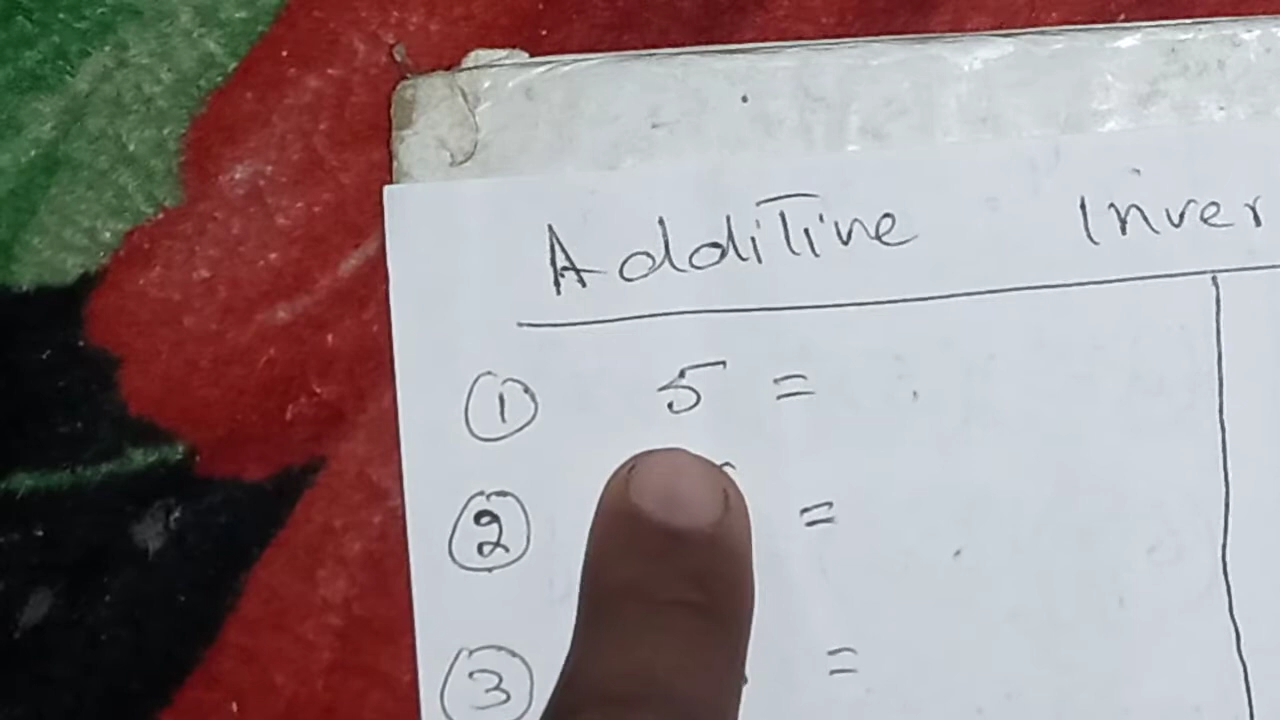 Additive Inver
① 5 =
② =
③ =